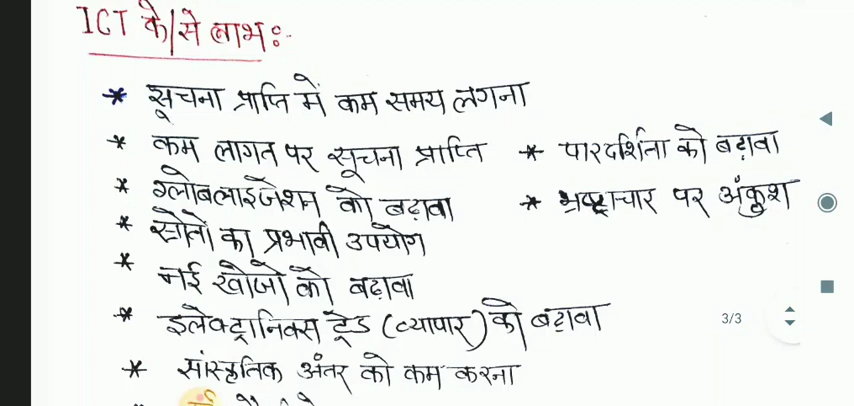 ICT के/से लाभ:-
* सूचना प्राप्ति में कम समय लगना
* कम लागत पर सूचना प्राप्ति * पारदर्शिता को बढ़ावा
* ग्लोबलाइजेशन को बढ़ावा * भ्रष्टाचार पर अंकुश
* स्रोतों का प्रभावी उपयोग
* नई खोजों को बढ़ावा
* इलेक्ट्रानिक्स ट्रेड (व्यापार) को बढ़ावा
3/3
* सांस्कृतिक अंतर को कम करना